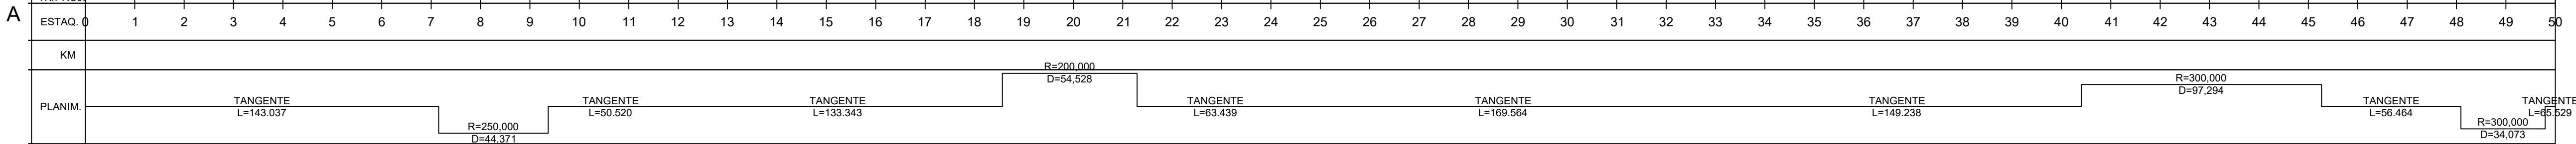 A
ESTAQ. 0 1 2 3 4 5 6 7 8 9 10 11 12 13 14 15 16 17 18 19 20 21 22 23 24 25 26 27 28 29 30 31 32 33 34 35 36 37 38 39 40 41 42 43 44 45 46 47 48 49 50
KM
PLANIM.
TANGENTE
L=143.037
R=250,000
D=44,371
TANGENTE
L=50.520
TANGENTE
L=133.343
R=200,000
D=54,528
TANGENTE
L=63.439
TANGENTE
L=169.564
TANGENTE
L=149.238
R=300,000
D=97,294
TANGENTE
L=56.464
R=300,000
D=34,073
TANGENTE
L=65.529